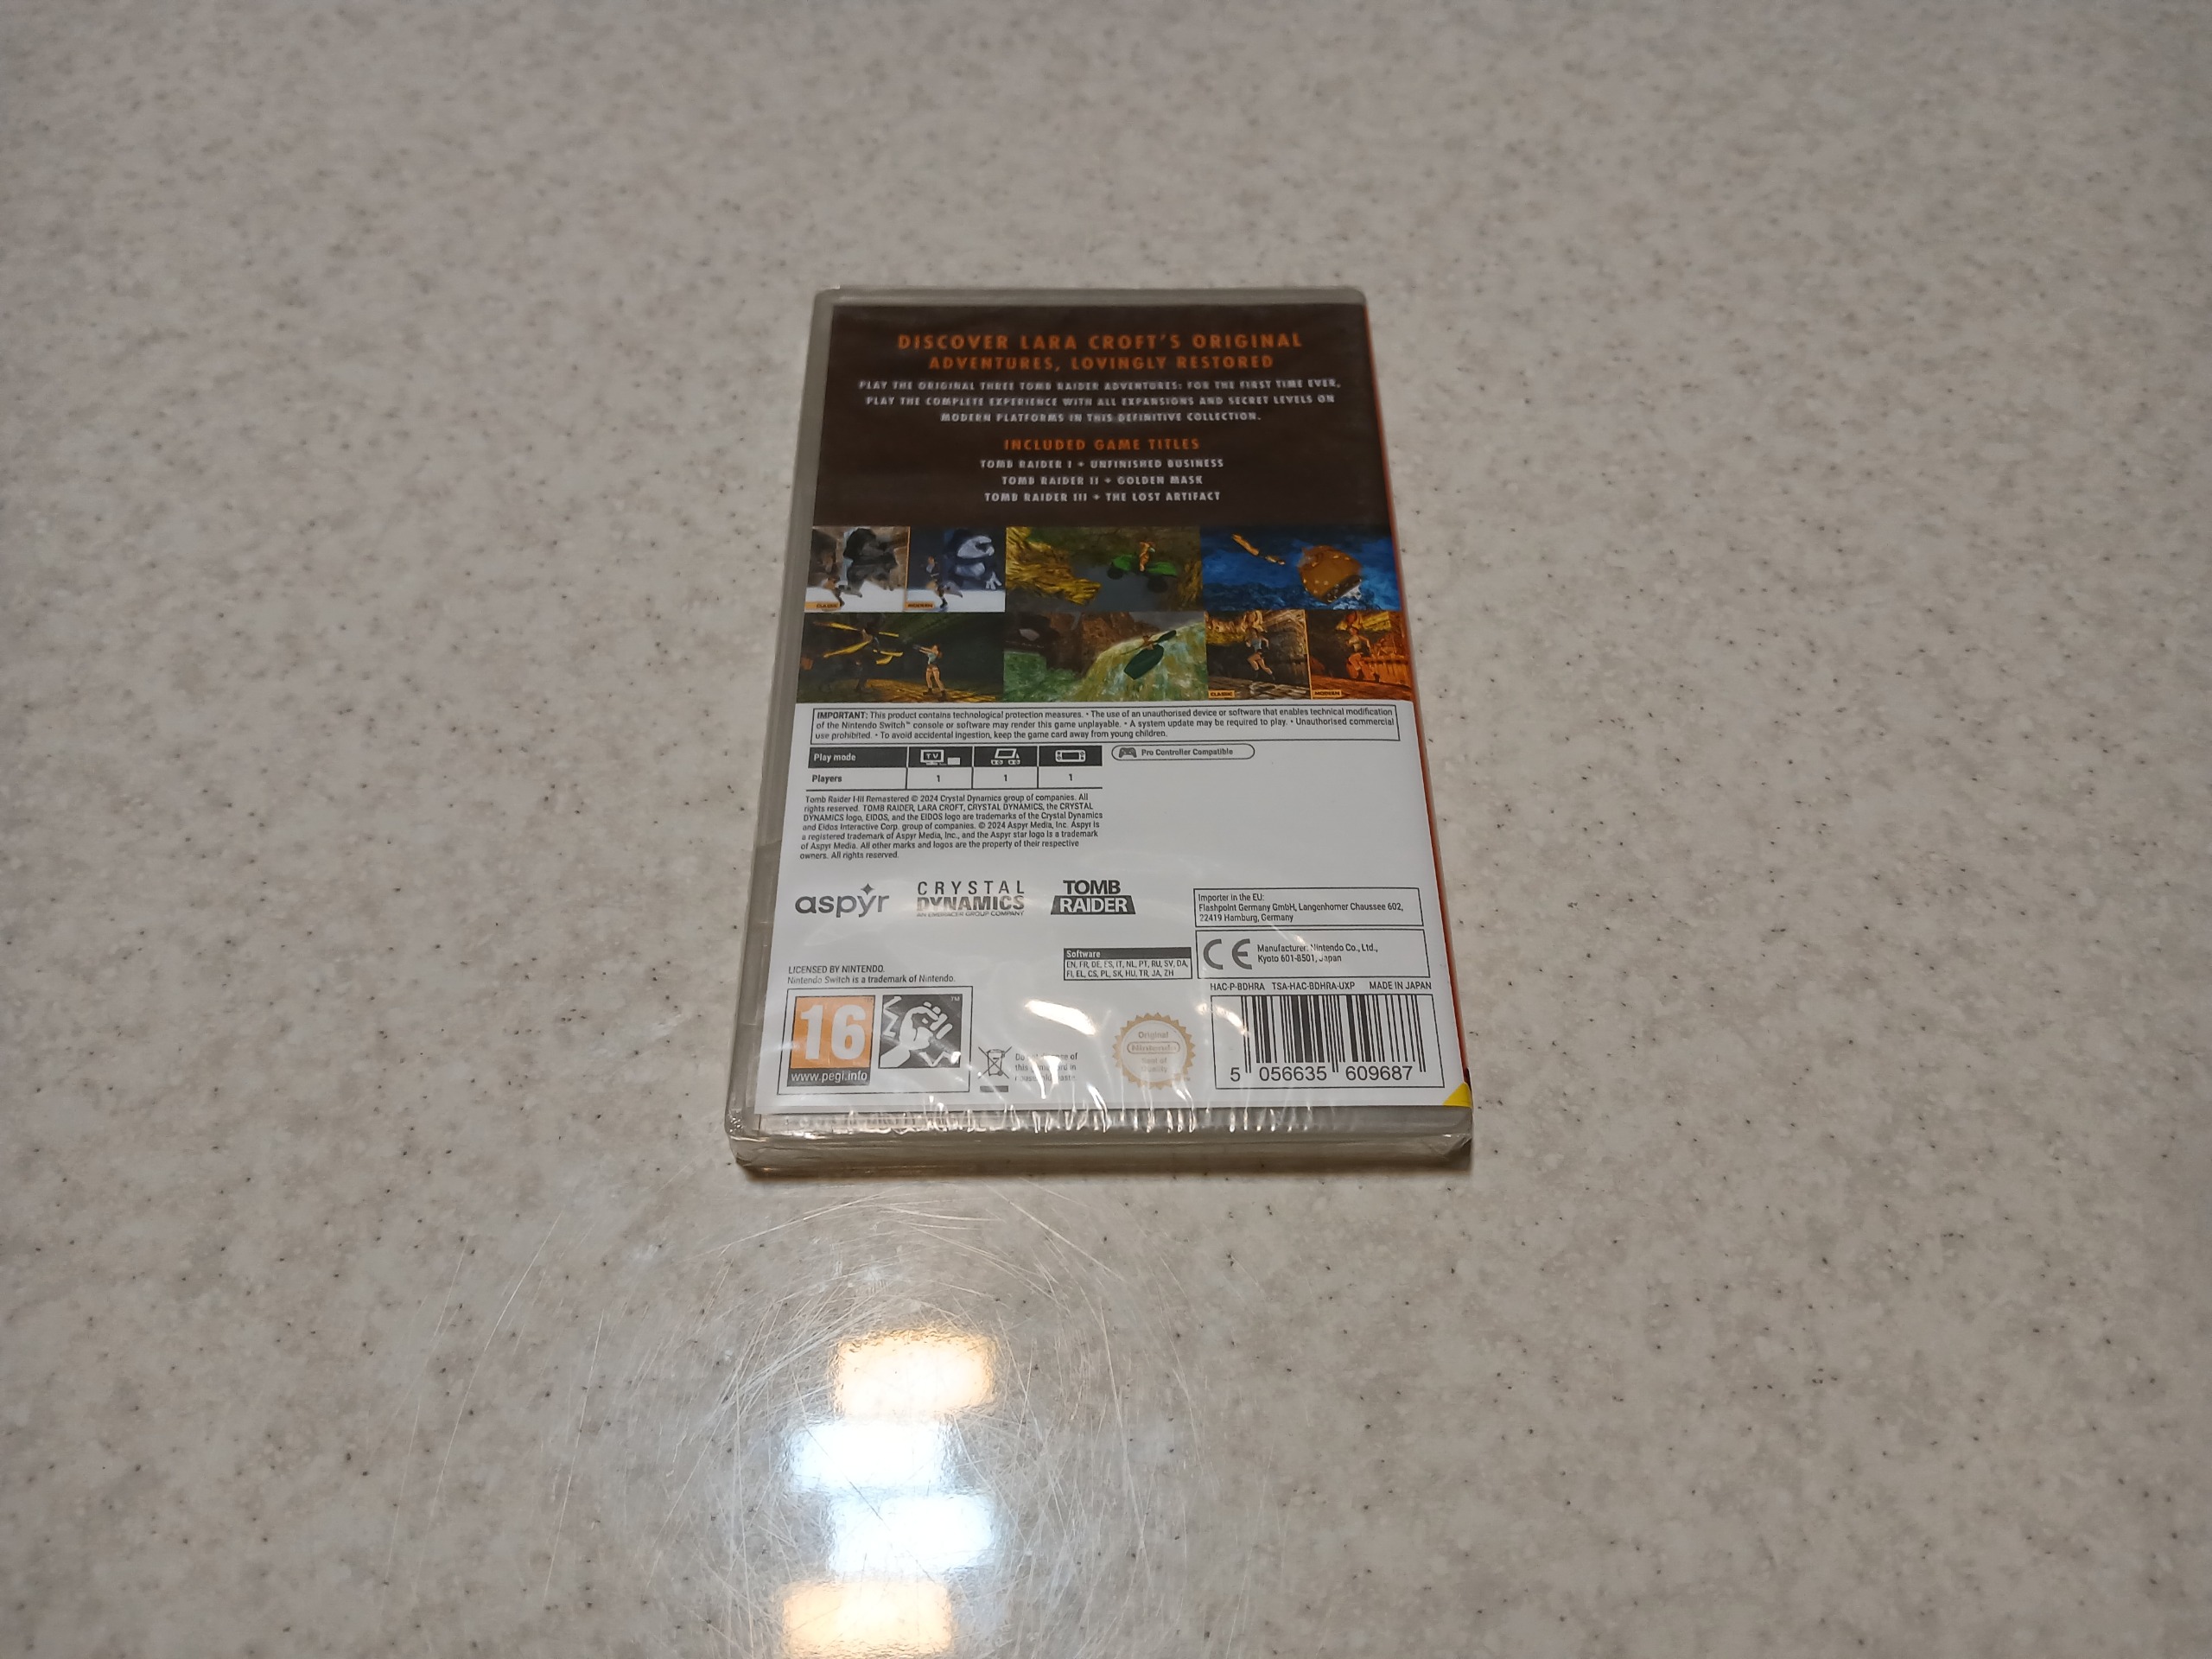 DISCOVER LARA CROFT'S ORIGINAL
ADVENTURES, LOVINGLY RESTORED
PLAY THE ORIGINAL THREE TOMB RAIDER ADVENTURES: FOR THE FIRST TIME EVER,
PLAY THE COMPLETE EXPERIENCE WITH ALL EXPANSIONS AND SECRET LEVELS ON
MODERN PLATFORMS IN THIS DEFINITIVE COLLECTION.
INCLUDED GAME TITLES
TOMB RAIDER I + UNFINISHED BUSINESS
TOMB RAIDER II + GOLDEN MASK
TOMB RAIDER III + THE LOST ARTIFACT
CLASSIC
MODERN
CLASSIC
MODERN
IMPORTANT: This product contains technological protection measures. • The use of an unauthorised device or software that enables technical modification
of the Nintendo Switch™ console or software may render this game unplayable. • A system update may be required to play. • Unauthorised commercial
use prohibited. • To avoid accidental ingestion, keep the game card away from young children.
Play mode
TV
Pro Controller Compatible
Players 1 1 1
Tomb Raider I-III Remastered © 2024 Crystal Dynamics group of companies. All
rights reserved. TOMB RAIDER, LARA CROFT, CRYSTAL DYNAMICS, the CRYSTAL
DYNAMICS logo, EIDOS, and the EIDOS logo are trademarks of the Crystal Dynamics
and Eidos Interactive Corp. group of companies. © 2024 Aspyr Media, Inc. Aspyr is
a registered trademark of Aspyr Media, Inc., and the Aspyr star logo is a trademark
of Aspyr Media. All other marks and logos are the property of their respective
owners. All rights reserved.
aspyr
CRYSTAL
DYNAMICS
AN EMBRACER GROUP COMPANY
TOMB
RAIDER
Importer in the EU:
Flashpoint Germany GmbH, Langenhorner Chaussee 602,
22419 Hamburg, Germany
CE
Manufacturer: Nintendo Co., Ltd.,
Kyoto 601-8501, Japan
Software
EN, FR, DE, ES, IT, NL, PT, RU, SV, DA,
FI, EL, CS, PL, SK, HU, TR, JA, ZH
LICENSED BY NINTENDO.
Nintendo Switch is a trademark of Nintendo.
HAC-P-BDHRA TSA-HAC-BDHRA-UXP MADE IN JAPAN
16
www.pegi.info
TM
Original
Nintendo
5 056635 609687